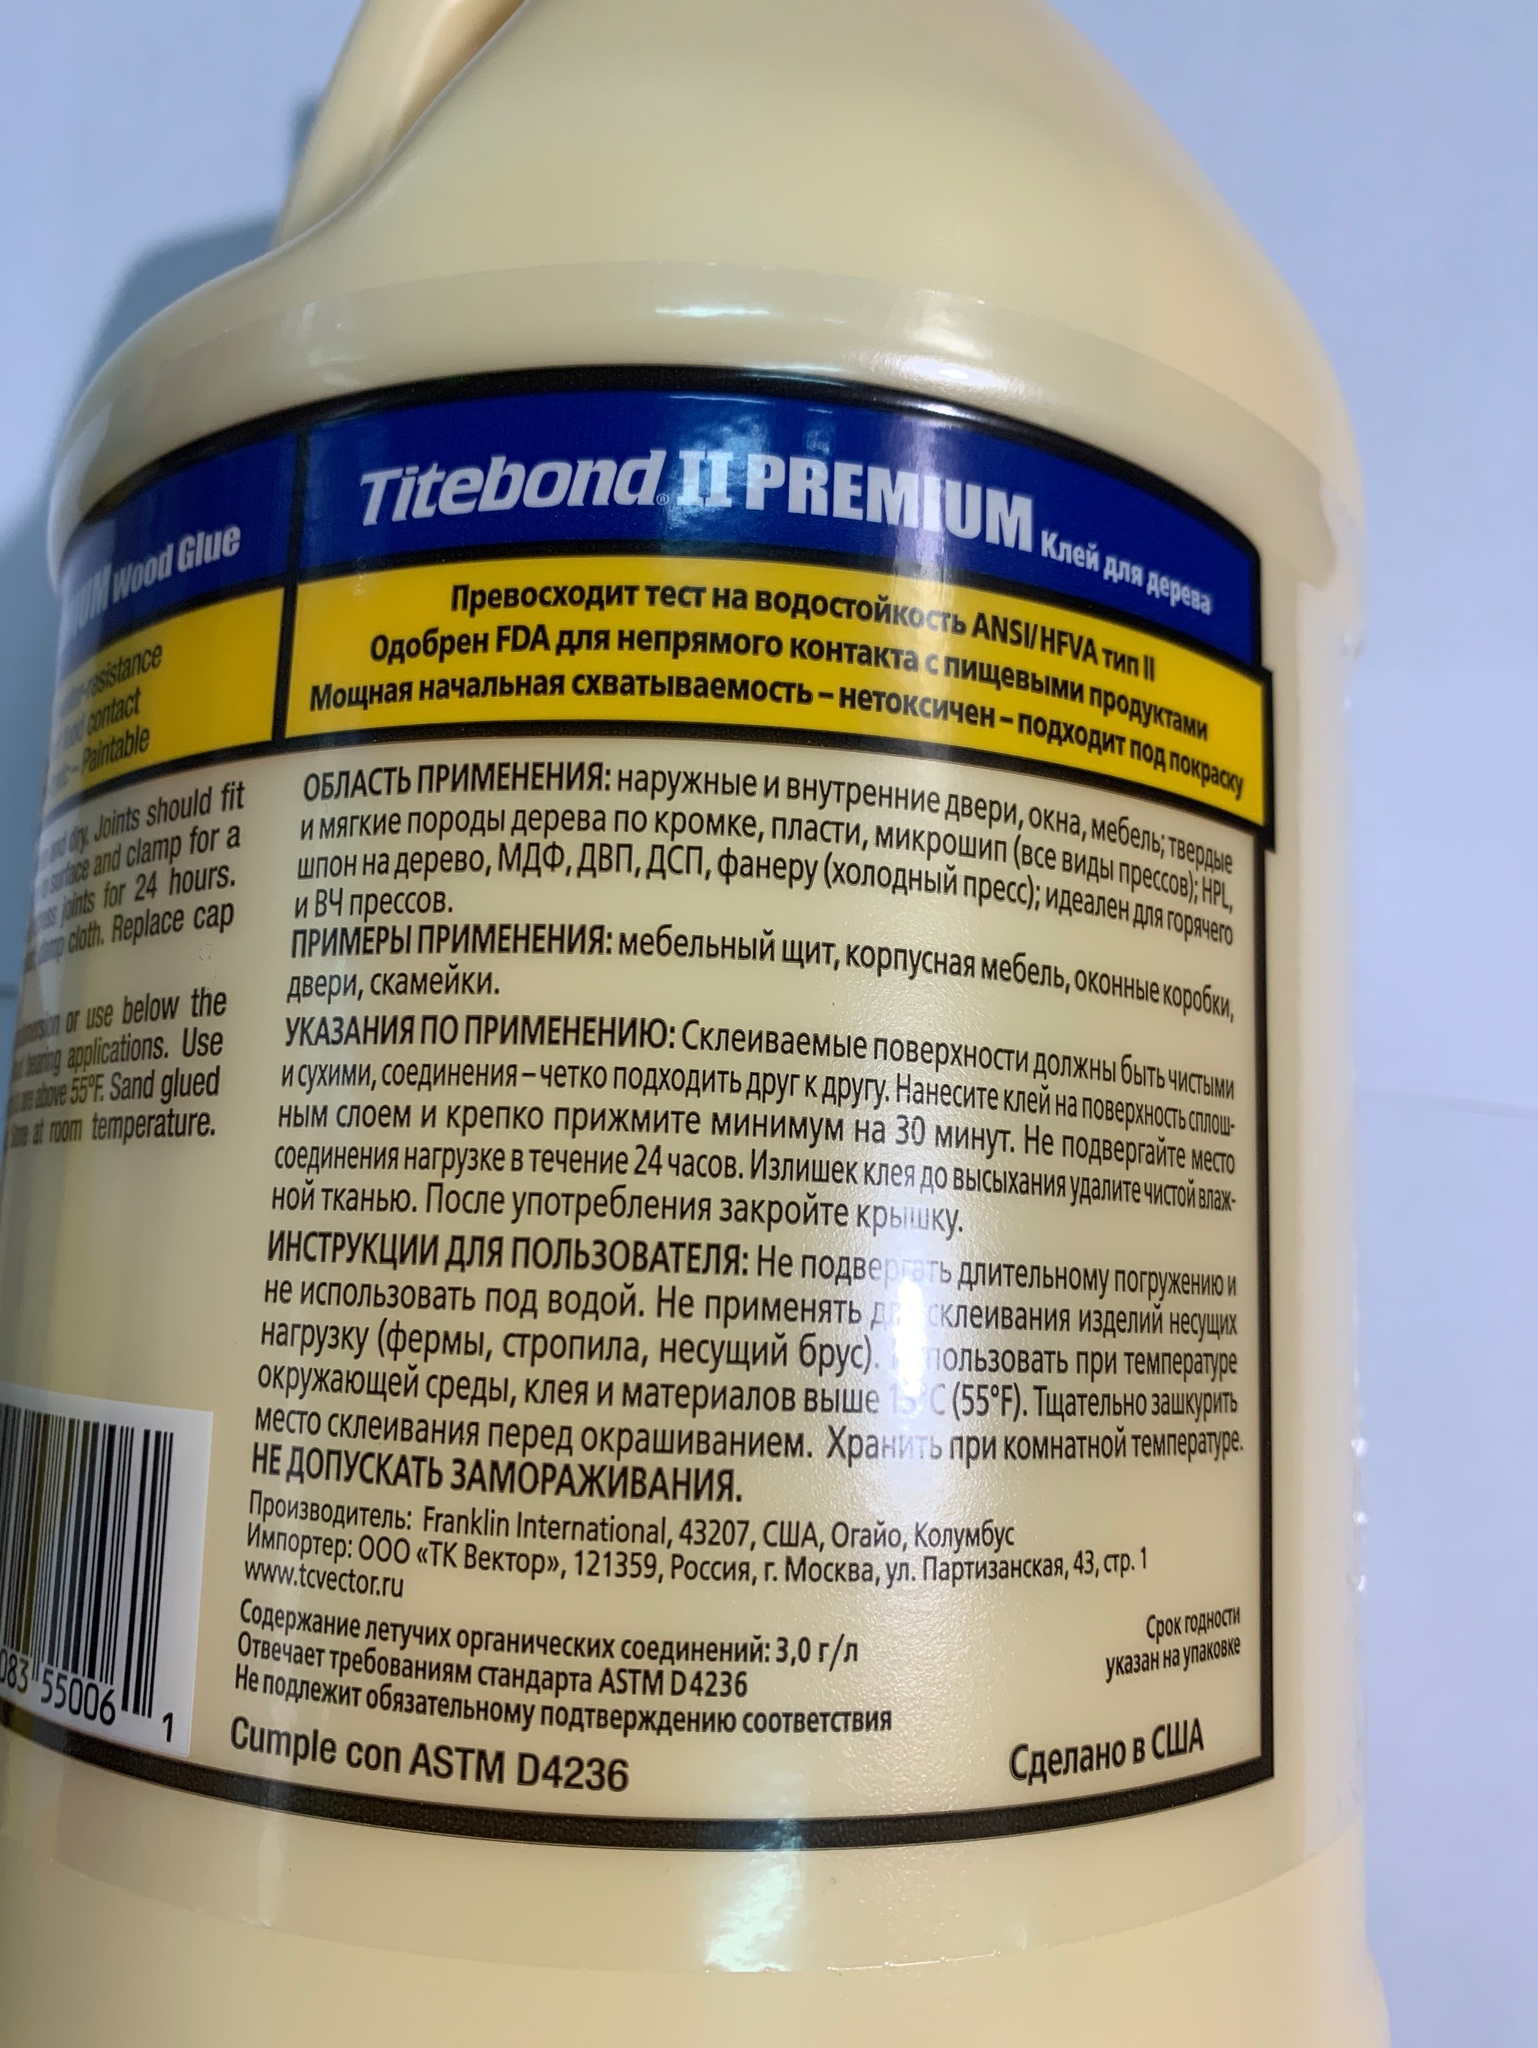 Wood Glue
resistance
contact
Paintable
and dry. Joints should fit
surface and clamp for a
joints for 24 hours.
cloth. Replace cap
or use below the
applications. Use
above 55°F. Sand glued
at room temperature.
55006
1
Titebond® II PREMIUM Клей для дерева
Превосходит тест на водостойкость ANSI/HFVA тип II
Одобрен FDA для непрямого контакта с пищевыми продуктами
Мощная начальная схватываемость – нетоксичен – подходит под покраску
ОБЛАСТЬ ПРИМЕНЕНИЯ: наружные и внутренние двери, окна, мебель; твердые
и мягкие породы дерева по кромке, пласти, микрошип (все виды прессов); HPL,
шпон на дерево, МДФ, ДВП, ДСП, фанеру (холодный пресс); идеален для горячего
и ВЧ прессов.
ПРИМЕРЫ ПРИМЕНЕНИЯ: мебельный щит, корпусная мебель, оконные коробки,
двери, скамейки.
УКАЗАНИЯ ПО ПРИМЕНЕНИЮ: Склеиваемые поверхности должны быть чистыми
и сухими, соединения – четко подходить друг к другу. Нанесите клей на поверхность сплош-
ным слоем и крепко прижмите минимум на 30 минут. Не подвергайте место
соединения нагрузке в течение 24 часов. Излишек клея до высыхания удалите чистой влаж-
ной тканью. После употребления закройте крышку.
ИНСТРУКЦИИ ДЛЯ ПОЛЬЗОВАТЕЛЯ: Не подвергать длительному погружению и
не использовать под водой. Не применять для склеивания изделий несущих
нагрузку (фермы, стропила, несущий брус). Использовать при температуре
окружающей среды, клея и материалов выше (55°F). Тщательно зашкурить
место склеивания перед окрашиванием. Хранить при комнатной температуре.
НЕ ДОПУСКАТЬ ЗАМОРАЖИВАНИЯ.
Производитель: Franklin International, 43207, США, Огайо, Колумбус
Импортер: ООО «ТК Вектор», 121359, Россия, г. Москва, ул. Партизанская, 43, стр. 1
www.tcvector.ru
Содержание летучих органических соединений: 3,0 г/л
Отвечает требованиям стандарта ASTM D4236
Не подлежит обязательному подтверждению соответствия
Срок годности
указан на упаковке
Cumple con ASTM D4236
Сделано в США